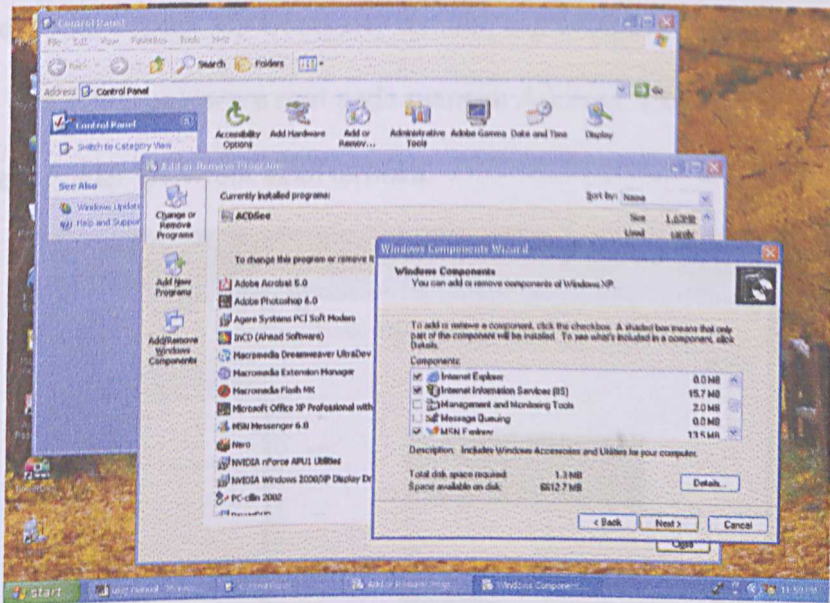 Control Panel
File Edit View Favorites Tools Help
Back Search Folders
Address Control Panel Go
Control Panel
Switch to Category View
See Also
Windows Update
Help and Support
Accessibility Options
Add Hardware
Add or Remov...
Administrative Tools
Adobe Gamma
Date and Time
Display
Add or Remove Programs
Change or Remove Programs
Add New Programs
Add/Remove Windows Components
Currently installed programs:
Sort by: Name
ACDSee
Size 1.63MB
Used rarely
To change this program or remove it
Adobe Acrobat 5.0
Adobe Photoshop 6.0
Agere Systems PCI Soft Modem
InCD (Ahead Software)
Macromedia Dreamweaver UltraDev
Macromedia Extension Manager
Macromedia Flash MX
Microsoft Office XP Professional with
MSN Messenger 6.0
Nero
NVIDIA nForce APU1 Utilities
NVIDIA Windows 2000/XP Display Dr
PC-cillin 2002
Close
Windows Components Wizard
Windows Components
You can add or remove components of Windows XP.
To add or remove a component, click the checkbox. A shaded box means that only
part of the component will be installed. To see what's included in a component, click
Details.
Components:
Internet Explorer 0.0 MB
Internet Information Services (IIS) 15.7 MB
Management and Monitoring Tools 2.0 MB
Message Queuing 0.0 MB
MSN Explorer 13.5 MB
Description: Includes Windows Accessories and Utilities for your computer.
Total disk space required: 1.3 MB
Space available on disk: 6612.7 MB
Details...
< Back Next > Cancel
start
user manual
Control Panel
Add or Remove Progr...
Windows Component...
11:50 PM